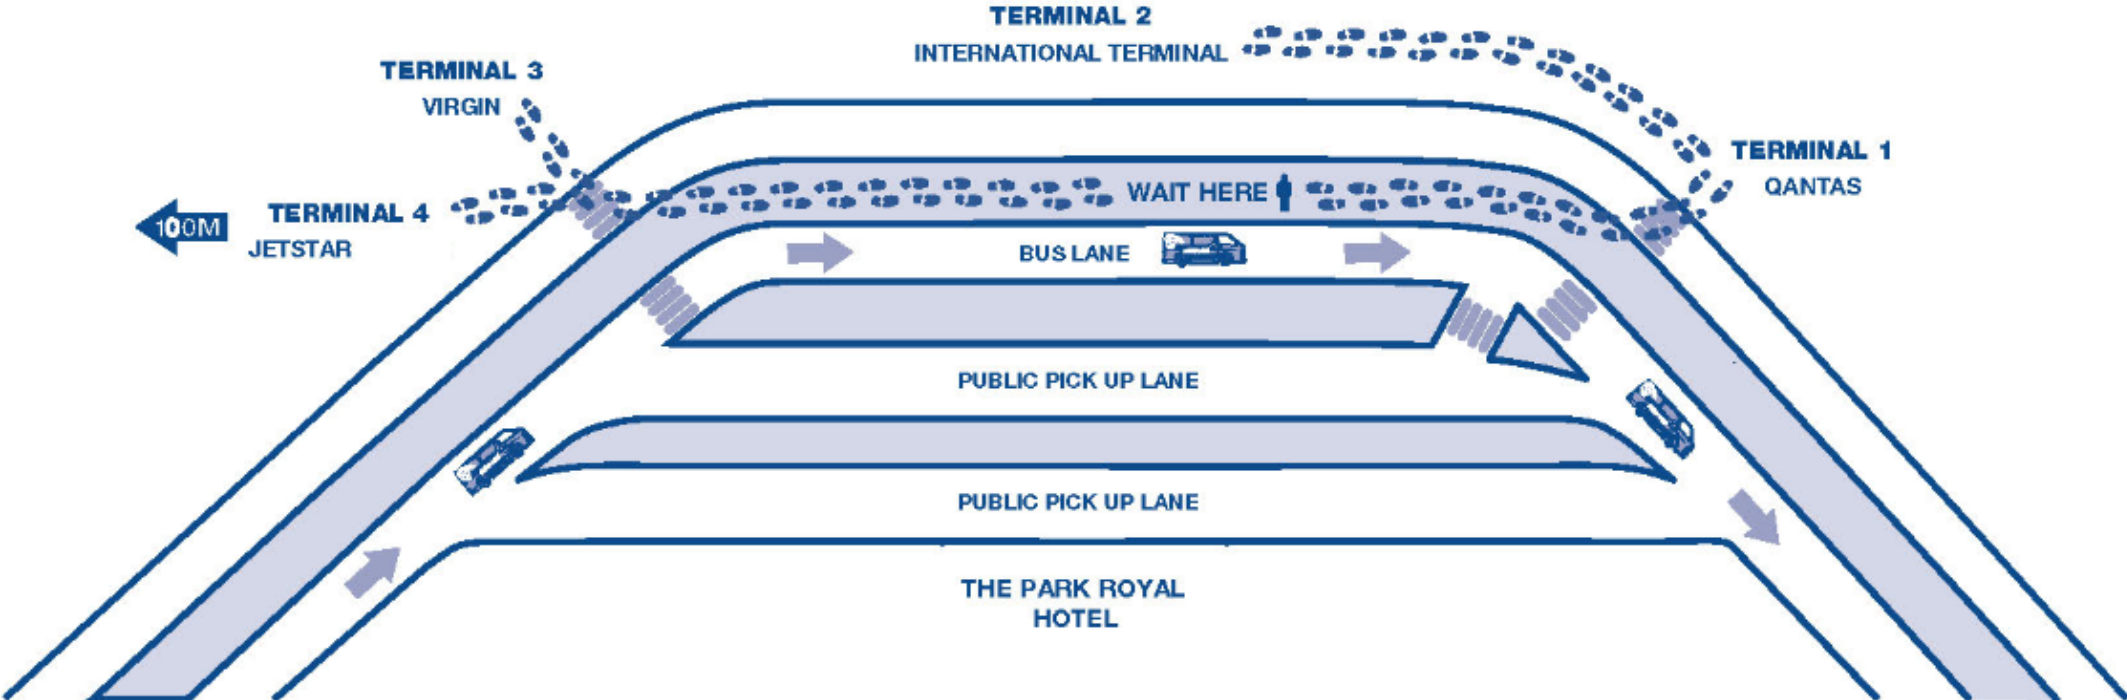 TERMINAL 2
INTERNATIONAL TERMINAL
TERMINAL 3
VIRGIN
TERMINAL 1
QANTAS
TERMINAL 4
JETSTAR
100M
WAIT HERE
BUS LANE
PUBLIC PICK UP LANE
PUBLIC PICK UP LANE
THE PARK ROYAL
HOTEL